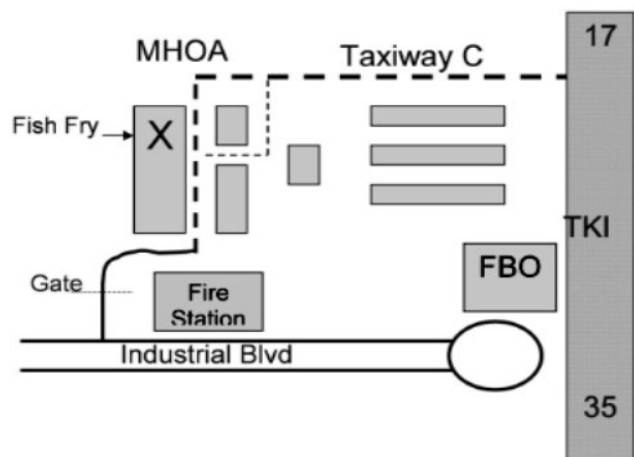 17
MHOA
Taxiway C
Fish Fry
X
TKI
FBO
Gate
Fire
Station
Industrial Blvd
35